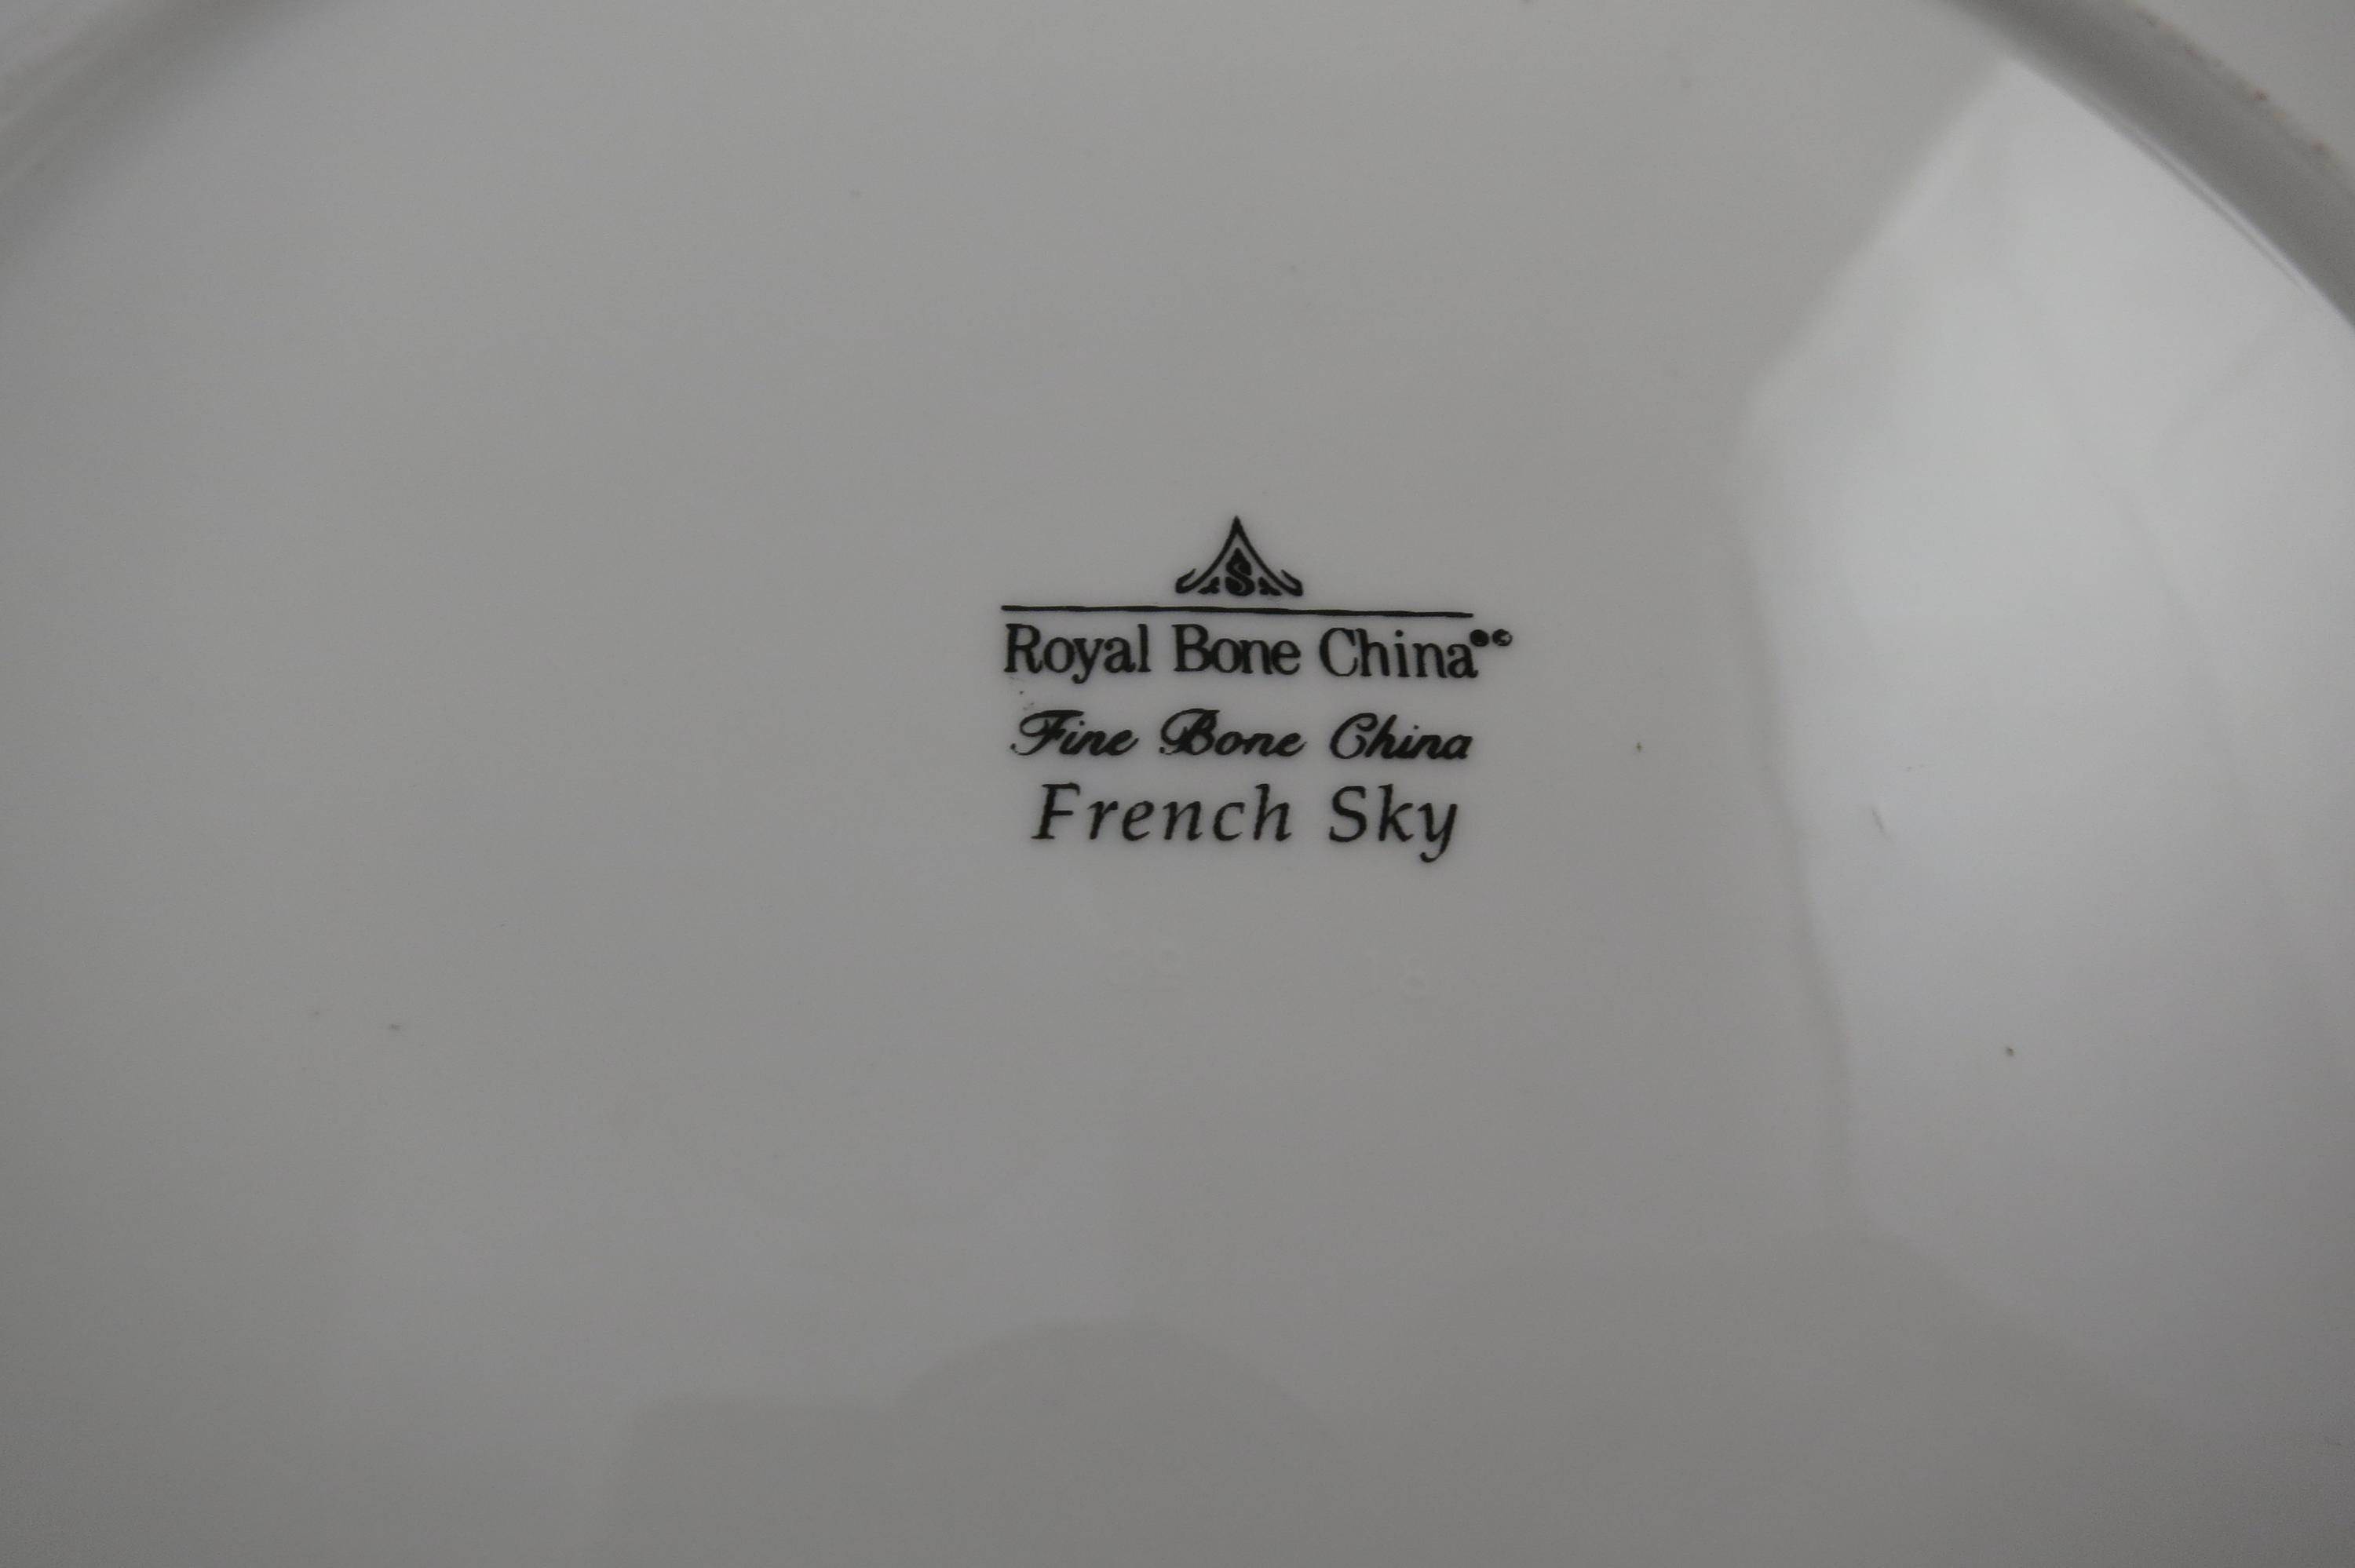 S
Royal Bone China
Fine Bone China
French Sky